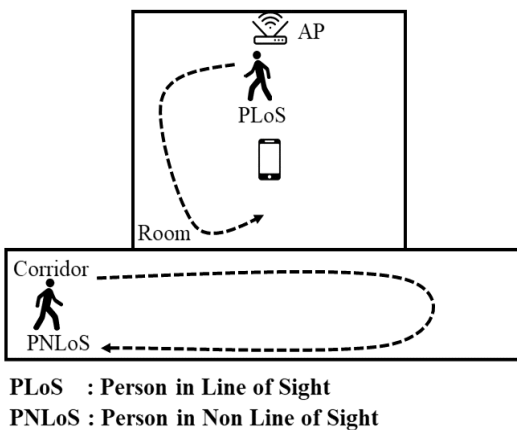 AP
PLoS
Room
Corridor
PNLoS
PLoS : Person in Line of Sight
PNLoS : Person in Non Line of Sight